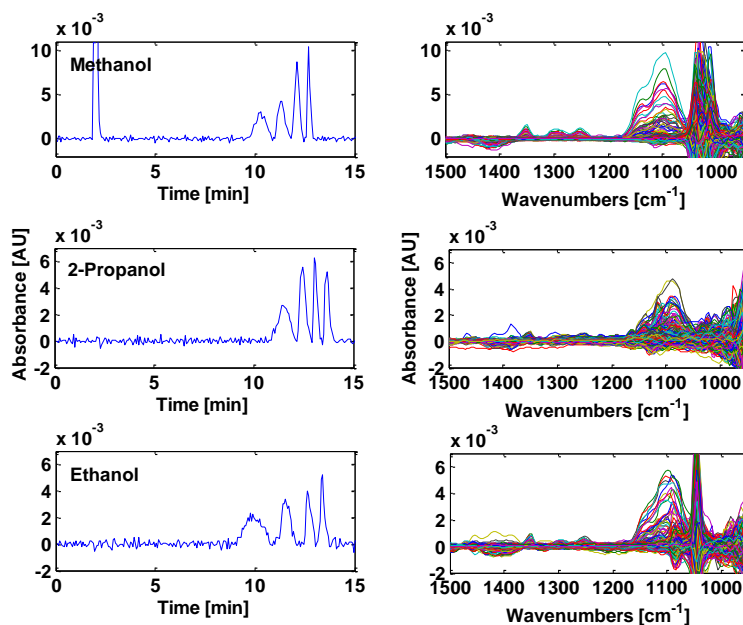 x 10-3
10
5
0
Methanol
0 5 10 15
Time [min]
x 10-3
10
5
0
1500 1400 1300 1200 1100 1000
Wavenumbers [cm-1]
x 10-3
6
4
2
0
-2
Absorbance [AU]
2-Propanol
0 5 10 15
Time [min]
x 10-3
6
4
2
0
-2
Absorbance [AU]
1500 1400 1300 1200 1100 1000
Wavenumbers [cm-1]
x 10-3
6
4
2
0
-2
Ethanol
0 5 10 15
Time [min]
x 10-3
6
4
2
0
-2
1500 1400 1300 1200 1100 1000
Wavenumbers [cm-1]